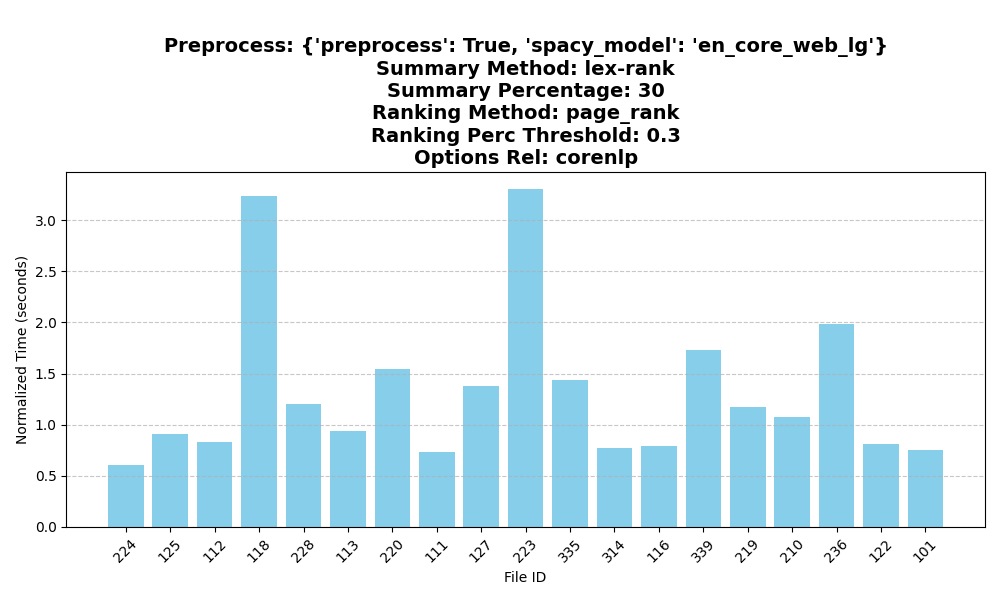 Preprocess: {'preprocess': True, 'spacy_model': 'en_core_web_lg'}
Summary Method: lex-rank
Summary Percentage: 30
Ranking Method: page_rank
Ranking Perc Threshold: 0.3
Options Rel: corenlp
Normalized Time (seconds)
3.0
2.5
2.0
1.5
1.0
0.5
0.0
224 125 112 118 228 113 220 111 127 223 335 314 116 339 219 210 236 122 101
File ID